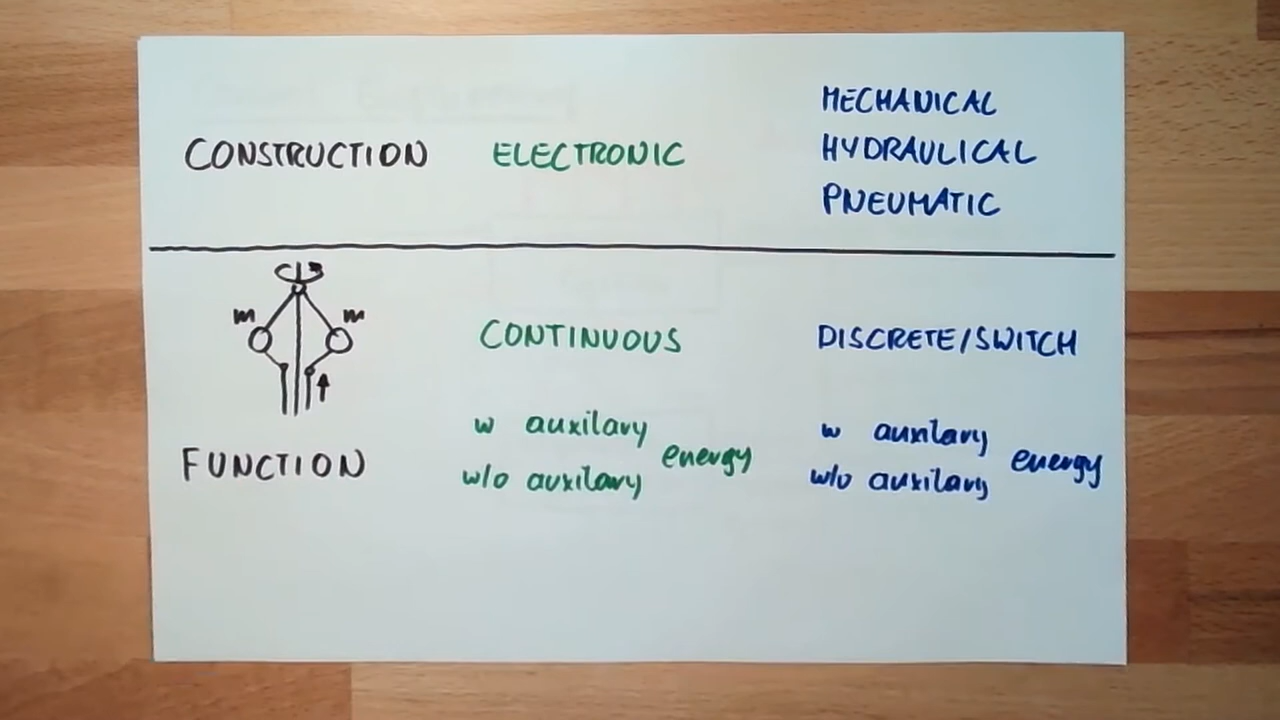 CONSTRUCTION ELECTRONIC
MECHANICAL
HYDRAULICAL
PNEUMATIC
m m
CONTINUOUS DISCRETE/SWITCH
FUNCTION
w auxilary
w/o auxilary
energy
w auxilary
w/o auxilary
energy